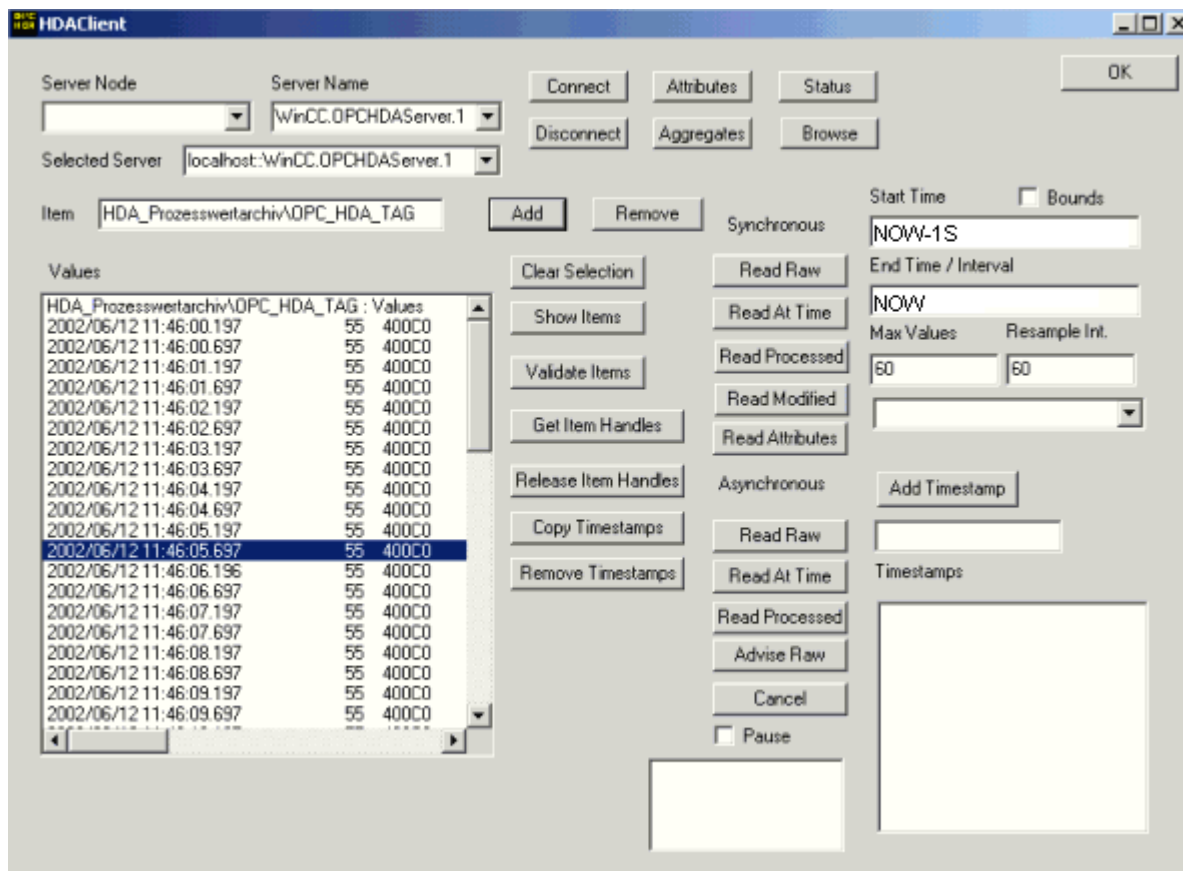 OPC HDA HDAClient
OK
Server Node
Server Name
Connect
Attributes
Status
WinCC.OPCHDAServer.1
Disconnect
Aggregates
Browse
Selected Server
localhost::WinCC.OPCHDAServer.1
Item
HDA_Prozesswertarchiv\OPC_HDA_TAG
Add
Remove
Values
HDA_Prozesswertarchiv\OPC_HDA_TAG : Values
2002/06/12 11:46:00.197 55 400C0
2002/06/12 11:46:00.697 55 400C0
2002/06/12 11:46:01.197 55 400C0
2002/06/12 11:46:01.697 55 400C0
2002/06/12 11:46:02.197 55 400C0
2002/06/12 11:46:02.697 55 400C0
2002/06/12 11:46:03.197 55 400C0
2002/06/12 11:46:03.697 55 400C0
2002/06/12 11:46:04.197 55 400C0
2002/06/12 11:46:04.697 55 400C0
2002/06/12 11:46:05.197 55 400C0
2002/06/12 11:46:05.697 55 400C0
2002/06/12 11:46:06.196 55 400C0
2002/06/12 11:46:06.697 55 400C0
2002/06/12 11:46:07.197 55 400C0
2002/06/12 11:46:07.697 55 400C0
2002/06/12 11:46:08.197 55 400C0
2002/06/12 11:46:08.697 55 400C0
2002/06/12 11:46:09.197 55 400C0
2002/06/12 11:46:09.697 55 400C0
Clear Selection
Show Items
Validate Items
Get Item Handles
Release Item Handles
Copy Timestamps
Remove Timestamps
Synchronous
Read Raw
Read At Time
Read Processed
Read Modified
Read Attributes
Asynchronous
Read Raw
Read At Time
Read Processed
Advise Raw
Cancel
Pause
Start Time
Bounds
NOW-1S
End Time / Interval
NOW
Max Values
Resample Int.
60
60
Add Timestamp
Timestamps